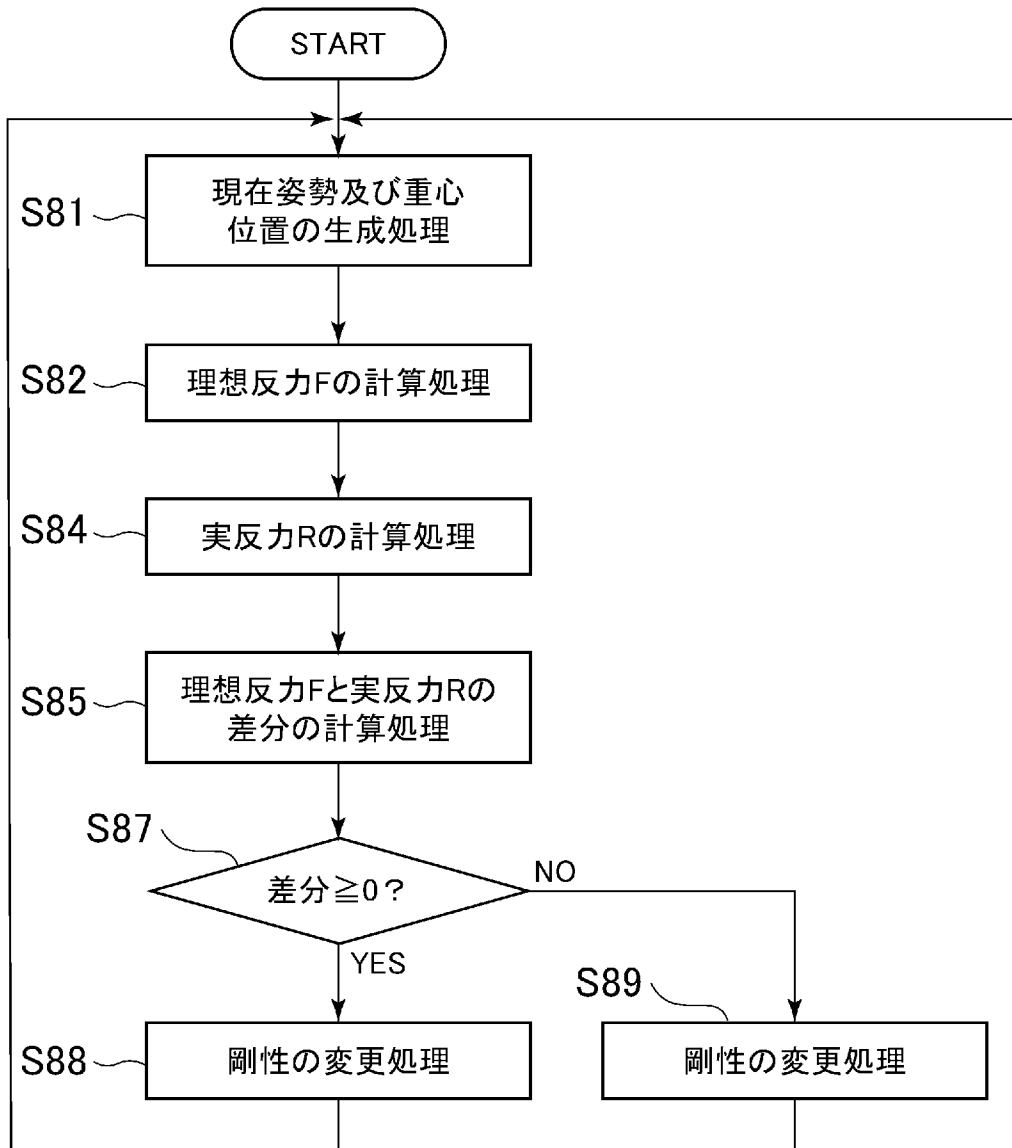 START
S81
現在姿勢及び重心
位置の生成処理
S82
理想反力Fの計算処理
S84
実反力Rの計算処理
S85
理想反力Fと実反力Rの
差分の計算処理
S87
差分≧0?
NO
YES
S88
剛性の変更処理
S89
剛性の変更処理